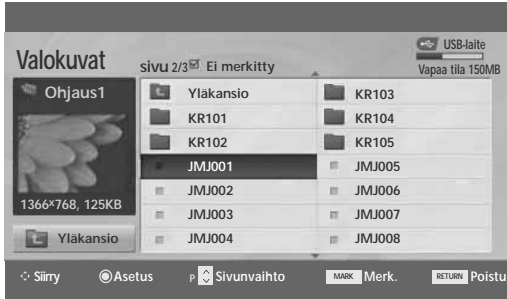 USB-laite
Valokuvat
sivu 2/3 Ei merkitty
Vapaa tila 150MB
Ohjaus1
Yläkansio
KR103
KR101
KR104
KR102
KR105
JMJ001
JMJ005
JMJ002
JMJ006
JMJ003
JMJ007
JMJ004
JMJ008
1366x768, 125KB
Yläkansio
Siirry
Asetus
P Sivunvaihto
MARK Merk.
RETURN Poistu